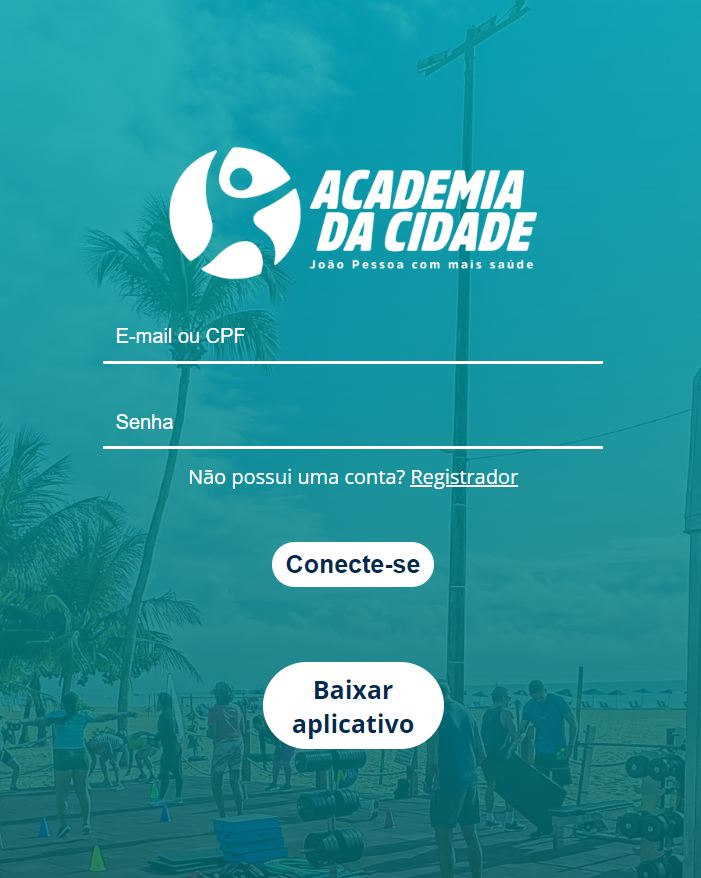 ACADEMIA
DA CIDADE
João Pessoa com mais saúde
E-mail ou CPF
Senha
Não possui uma conta? Registrador
Conecte-se
Baixar
aplicativo